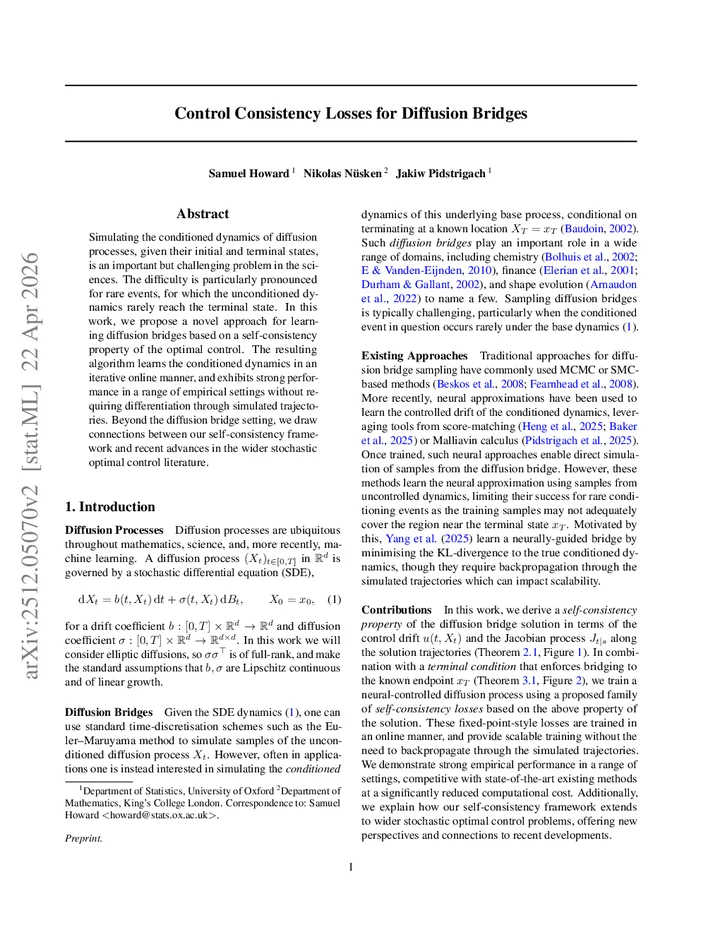 Control Consistency Losses for Diffusion Bridges
Samuel Howard 1 Nikolas Nüsken 2 Jakiw Pidstrigach 1
arXiv:2512.05070v2 [stat.ML] 22 Apr 2026
Abstract
Simulating the conditioned dynamics of diffusion
processes, given their initial and terminal states,
is an important but challenging problem in the sci-
ences. The difficulty is particularly pronounced
for rare events, for which the unconditioned dy-
namics rarely reach the terminal state. In this
work, we propose a novel approach for learn-
ing diffusion bridges based on a self-consistency
property of the optimal control. The resulting
algorithm learns the conditioned dynamics in an
iterative online manner, and exhibits strong perfor-
mance in a range of empirical settings without re-
quiring differentiation through simulated trajecto-
ries. Beyond the diffusion bridge setting, we draw
connections between our self-consistency frame-
work and recent advances in the wider stochastic
optimal control literature.
1. Introduction
Diffusion Processes Diffusion processes are ubiquitous
throughout mathematics, science, and, more recently, ma-
chine learning. A diffusion process (X_t)_{t∈[0,T]} in ℝ^d is
governed by a stochastic differential equation (SDE),
dX_t = b(t, X_t) dt + σ(t, X_t) dB_t, X_0 = x_0, (1)
for a drift coefficient b : [0, T] × ℝ^d → ℝ^d and diffusion
coefficient σ : [0, T] × ℝ^d → ℝ^{d×d}. In this work we will
consider elliptic diffusions, so σσ^⊤ is of full-rank, and make
the standard assumptions that b, σ are Lipschitz continuous
and of linear growth.
Diffusion Bridges Given the SDE dynamics (1), one can
use standard time-discretisation schemes such as the Eu-
ler–Maruyama method to simulate samples of the uncon-
ditioned diffusion process X_t. However, often in applica-
tions one is instead interested in simulating the conditioned
1Department of Statistics, University of Oxford 2Department of
Mathematics, King's College London. Correspondence to: Samuel
Howard <howard@stats.ox.ac.uk>.
Preprint.
dynamics of this underlying base process, conditional on
terminating at a known location X_T = x_T (Baudoin, 2002).
Such diffusion bridges play an important role in a wide
range of domains, including chemistry (Bolhuis et al., 2002;
E & Vanden-Eijnden, 2010), finance (Elerian et al., 2001;
Durham & Gallant, 2002), and shape evolution (Arnaudon
et al., 2022) to name a few. Sampling diffusion bridges
is typically challenging, particularly when the conditioned
event in question occurs rarely under the base dynamics (1).
Existing Approaches Traditional approaches for diffu-
sion bridge sampling have commonly used MCMC or SMC-
based methods (Beskos et al., 2008; Fearnhead et al., 2008).
More recently, neural approximations have been used to
learn the controlled drift of the conditioned dynamics, lever-
aging tools from score-matching (Heng et al., 2025; Baker
et al., 2025) or Malliavin calculus (Pidstrigach et al., 2025).
Once trained, such neural approaches enable direct simula-
tion of samples from the diffusion bridge. However, these
methods learn the neural approximation using samples from
uncontrolled dynamics, limiting their success for rare condi-
tioning events as the training samples may not adequately
cover the region near the terminal state x_T. Motivated by
this, Yang et al. (2025) learn a neurally-guided bridge by
minimising the KL-divergence to the true conditioned dy-
namics, though they require backpropagation through the
simulated trajectories which can impact scalability.
Contributions In this work, we derive a self-consistency
property of the diffusion bridge solution in terms of the
control drift u(t, X_t) and the Jacobian process J_{t|s} along
the solution trajectories (Theorem 2.1, Figure 1). In combi-
nation with a terminal condition that enforces bridging to
the known endpoint x_T (Theorem 3.1, Figure 2), we train a
neural-controlled diffusion process using a proposed family
of self-consistency losses based on the above property of
the solution. These fixed-point-style losses are trained in
an online manner, and provide scalable training without the
need to backpropagate through the simulated trajectories.
We demonstrate strong empirical performance in a range of
settings, competitive with state-of-the-art existing methods
at a significantly reduced computational cost. Additionally,
we explain how our self-consistency framework extends
to wider stochastic optimal control problems, offering new
perspectives and connections to recent developments.
1